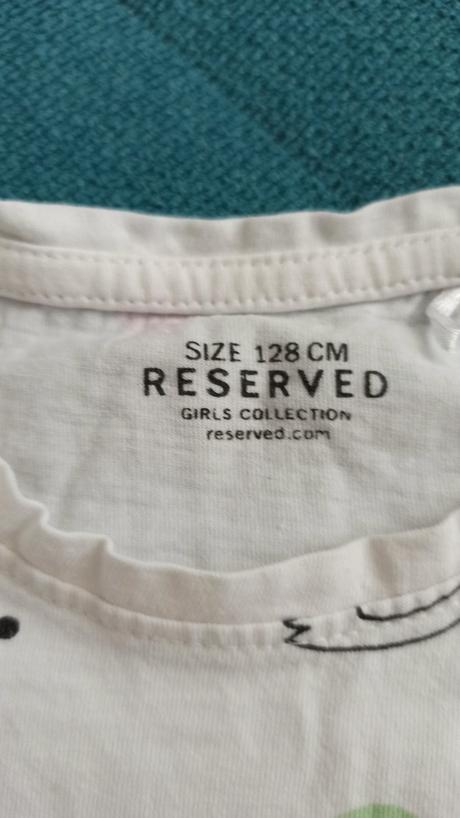 SIZE 128 CM
RESERVED
GIRLS COLLECTION
reserved.com